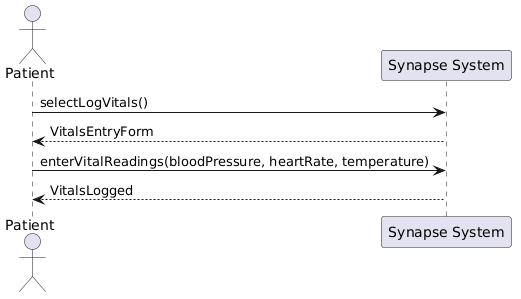 Patient
Synapse System
selectLogVitals()
VitalsEntryForm
enterVitalReadings(bloodPressure, heartRate, temperature)
VitalsLogged
Patient
Synapse System